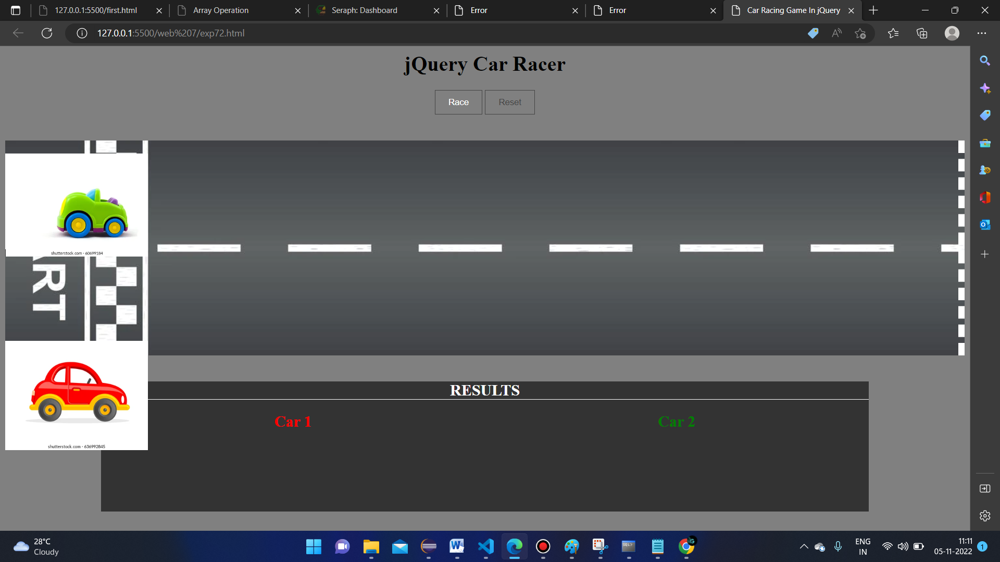 127.0.0.1:5500/first.html
Array Operation
Seraph: Dashboard
Error
Error
Car Racing Game In jQuery
127.0.0.1:5500/web%207/exp72.html
jQuery Car Racer
Race
Reset
shutterstock.com · 60699184
RT
shutterstock.com · 636992845
RESULTS
Car 1
Car 2
28°C
Cloudy
ENG
IN
11:11
05-11-2022
1